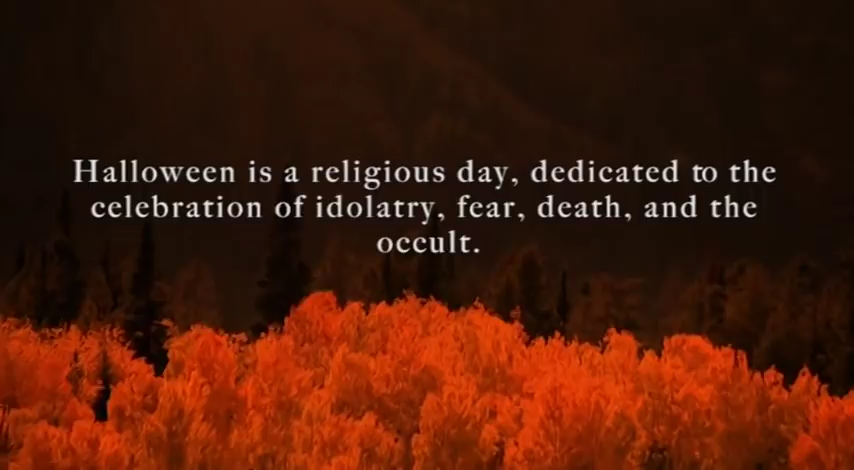 Halloween is a religious day, dedicated to the
celebration of idolatry, fear, death, and the
occult.